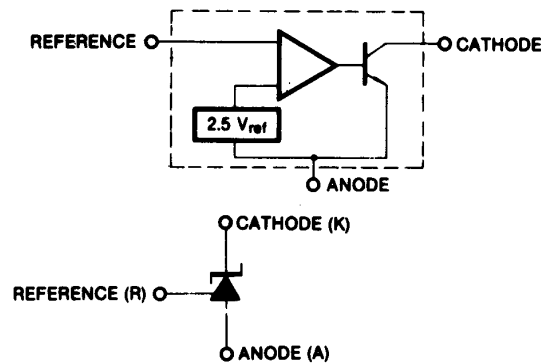 REFERENCE
CATHODE
2.5 Vref
ANODE
CATHODE (K)
REFERENCE (R)
ANODE (A)